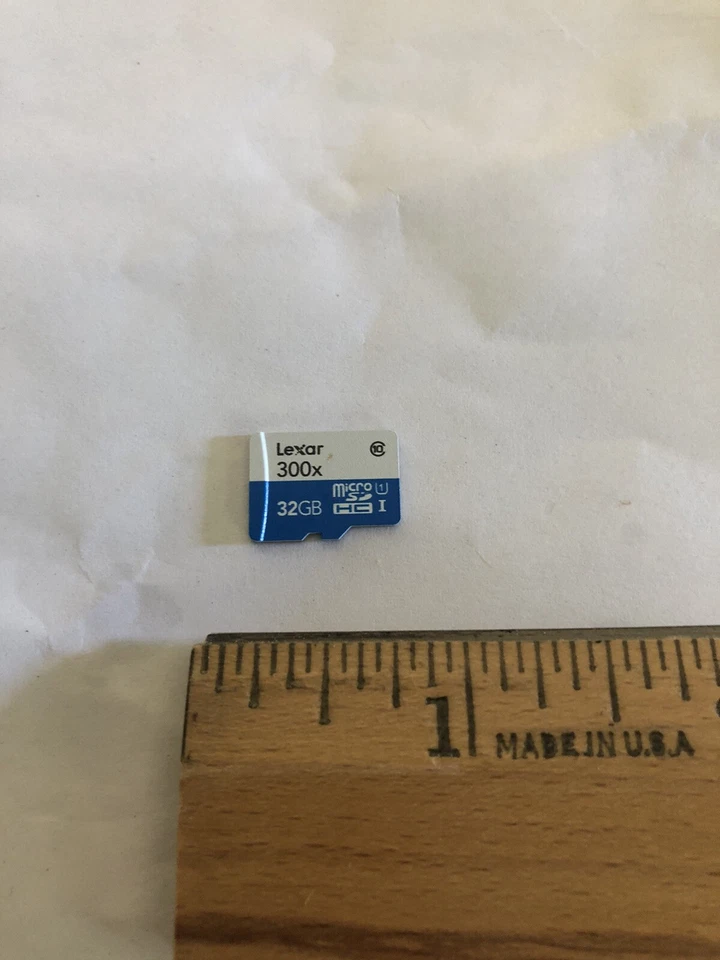 Lexar 10
300x
micro SD 1
32GB HC I
1 MADE IN U.S.A